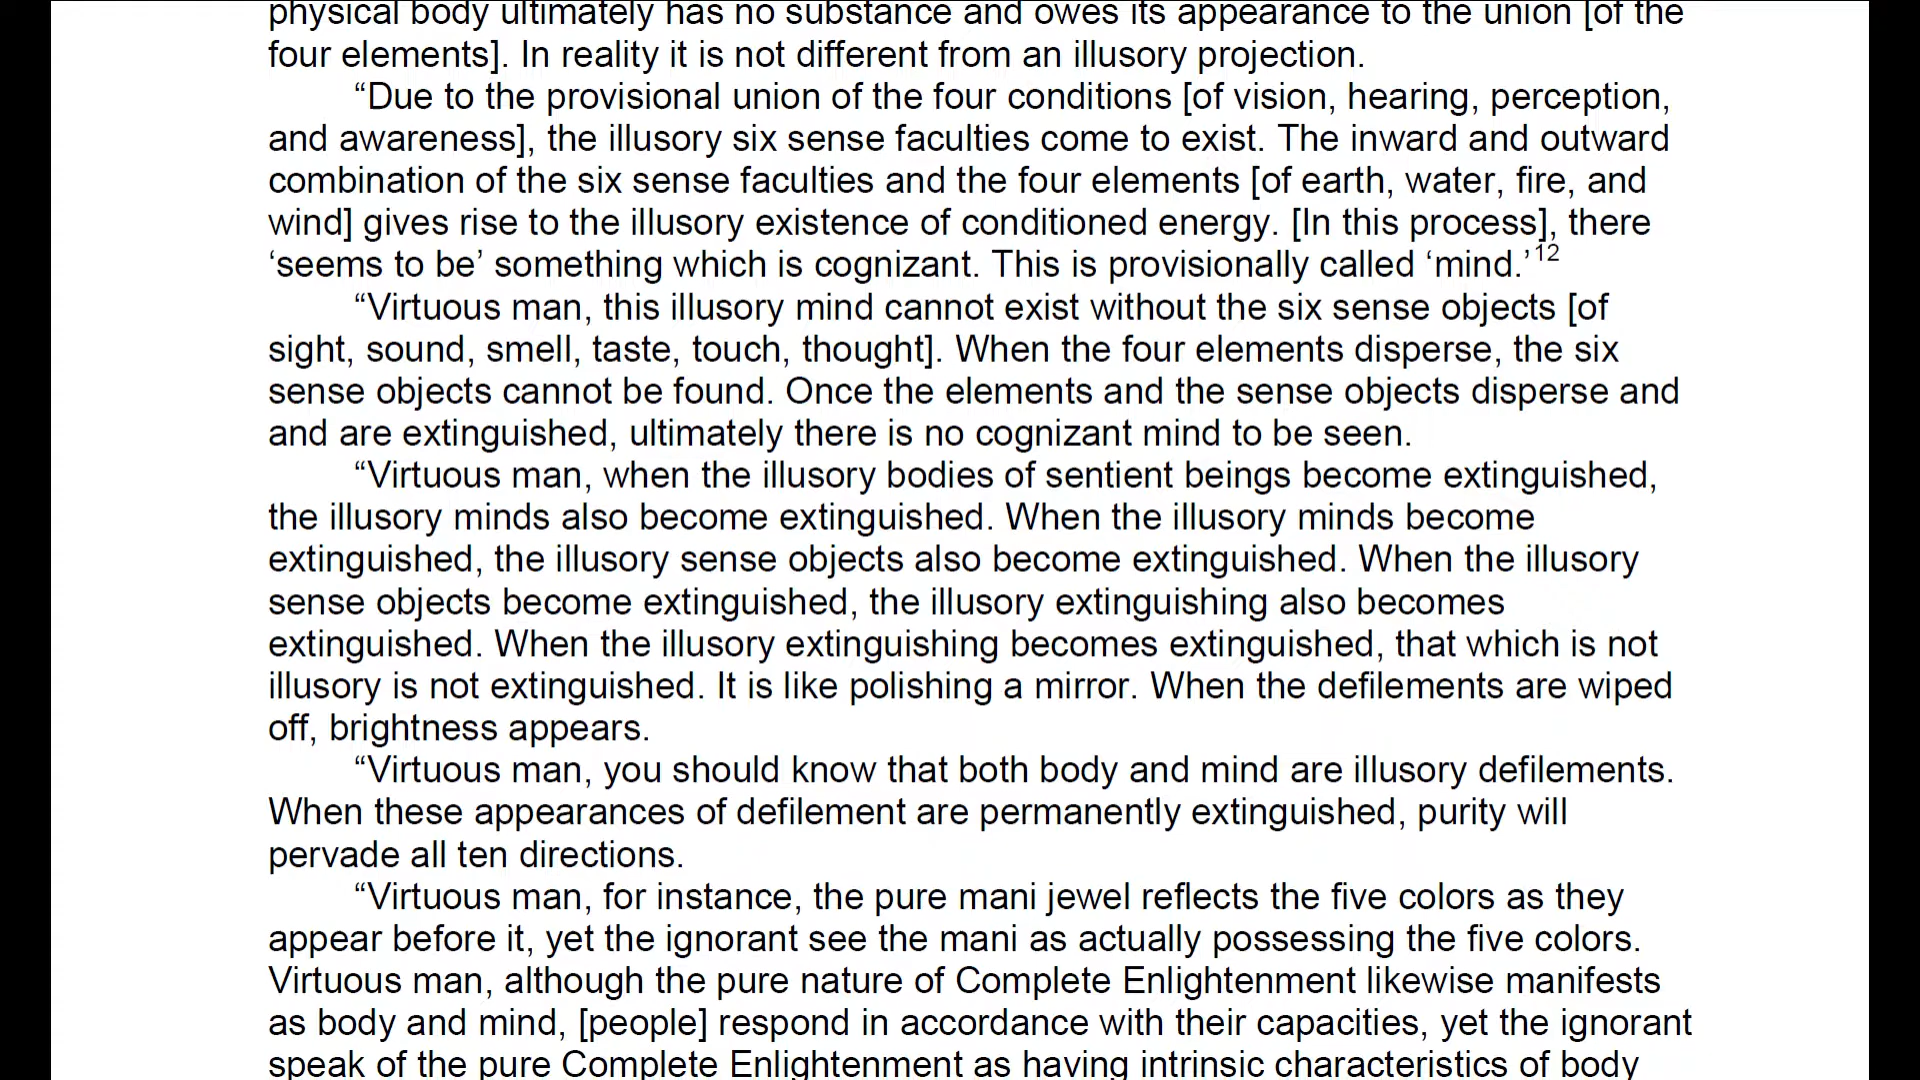 physical body ultimately has no substance and owes its appearance to the union [of the
four elements]. In reality it is not different from an illusory projection.
“Due to the provisional union of the four conditions [of vision, hearing, perception,
and awareness], the illusory six sense faculties come to exist. The inward and outward
combination of the six sense faculties and the four elements [of earth, water, fire, and
wind] gives rise to the illusory existence of conditioned energy. [In this process], there
‘seems to be’ something which is cognizant. This is provisionally called ‘mind.’12
“Virtuous man, this illusory mind cannot exist without the six sense objects [of
sight, sound, smell, taste, touch, thought]. When the four elements disperse, the six
sense objects cannot be found. Once the elements and the sense objects disperse and
and are extinguished, ultimately there is no cognizant mind to be seen.
“Virtuous man, when the illusory bodies of sentient beings become extinguished,
the illusory minds also become extinguished. When the illusory minds become
extinguished, the illusory sense objects also become extinguished. When the illusory
sense objects become extinguished, the illusory extinguishing also becomes
extinguished. When the illusory extinguishing becomes extinguished, that which is not
illusory is not extinguished. It is like polishing a mirror. When the defilements are wiped
off, brightness appears.
“Virtuous man, you should know that both body and mind are illusory defilements.
When these appearances of defilement are permanently extinguished, purity will
pervade all ten directions.
“Virtuous man, for instance, the pure mani jewel reflects the five colors as they
appear before it, yet the ignorant see the mani as actually possessing the five colors.
Virtuous man, although the pure nature of Complete Enlightenment likewise manifests
as body and mind, [people] respond in accordance with their capacities, yet the ignorant
speak of the pure Complete Enlightenment as having intrinsic characteristics of body